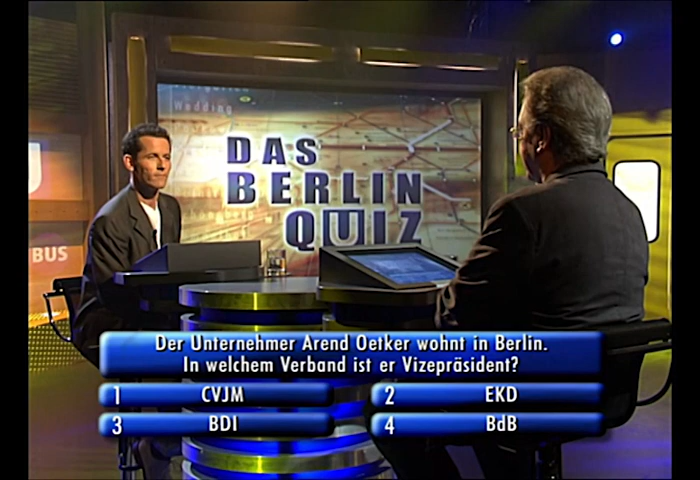 Wedding
DAS
BERLIN
QUIZ
BUS
Der Unternehmer Arend Oetker wohnt in Berlin.
In welchem Verband ist er Vizepräsident?
1 CVJM
2 EKD
3 BDI
4 BdB